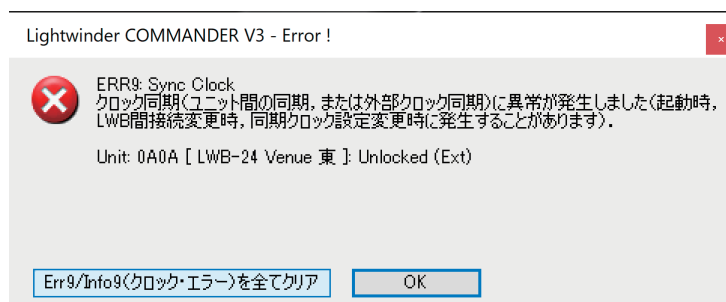 Lightwinder COMMANDER V3 - Error !
ERR9: Sync Clock
クロック同期(ユニット間の同期, または外部クロック同期)に異常が発生しました(起動時,
LWB間接続変更時, 同期クロック設定変更時に発生することがあります).
Unit: 0A0A [ LWB-24 Venue 東 ]: Unlocked (Ext)
Err9/Info9(クロック・エラー)を全てクリア
OK